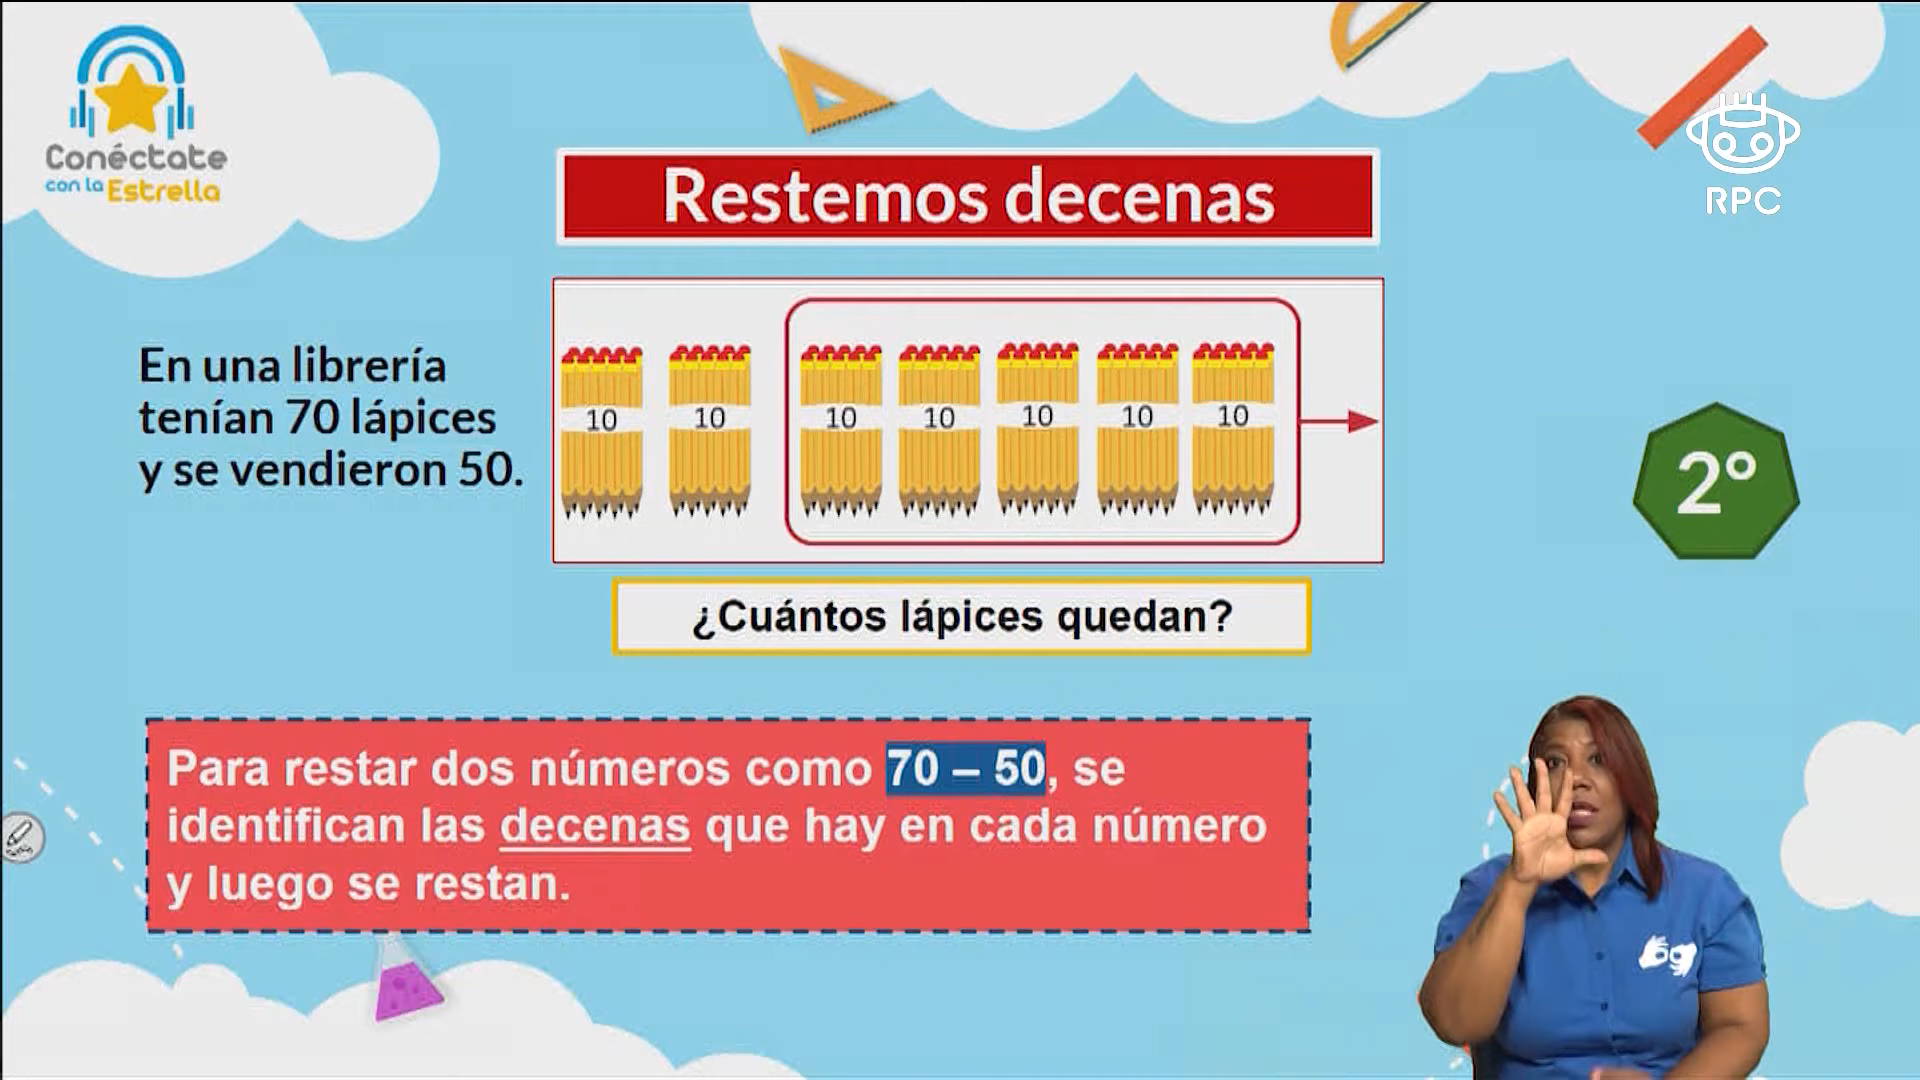 Conéctate
con la Estrella
RPC
Restemos decenas
En una librería
tenían 70 lápices
y se vendieron 50.
10 10 10 10 10 10 10
2°
¿Cuántos lápices quedan?
Para restar dos números como 70 – 50, se
identifican las decenas que hay en cada número
y luego se restan.